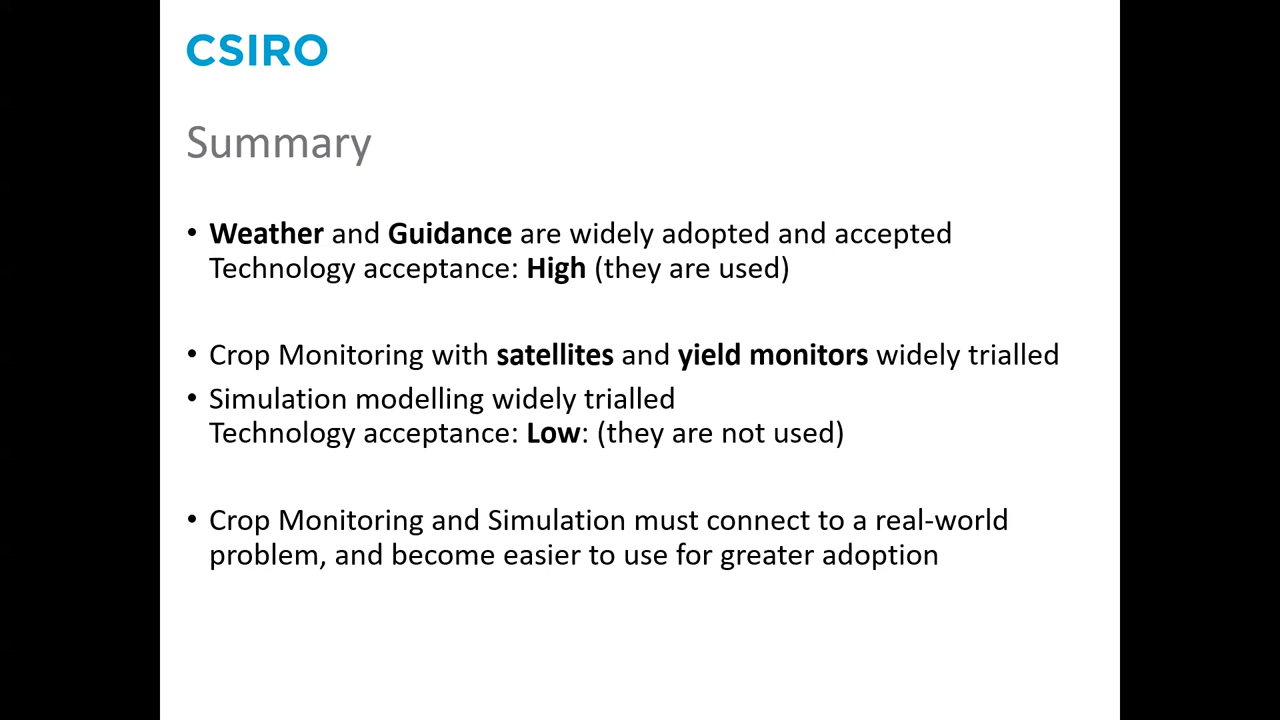 CSIRO
Summary
• Weather and Guidance are widely adopted and accepted
Technology acceptance: High (they are used)
• Crop Monitoring with satellites and yield monitors widely trialled
• Simulation modelling widely trialled
Technology acceptance: Low: (they are not used)
• Crop Monitoring and Simulation must connect to a real-world
problem, and become easier to use for greater adoption